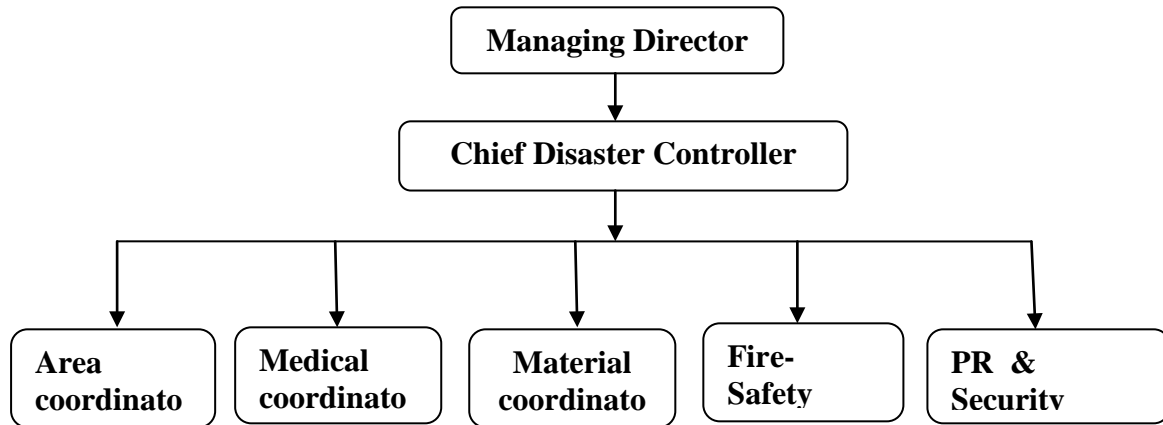 Managing Director
Chief Disaster Controller
Area
coordinato
Medical
coordinato
Material
coordinato
Fire-
Safety
PR & 
Security